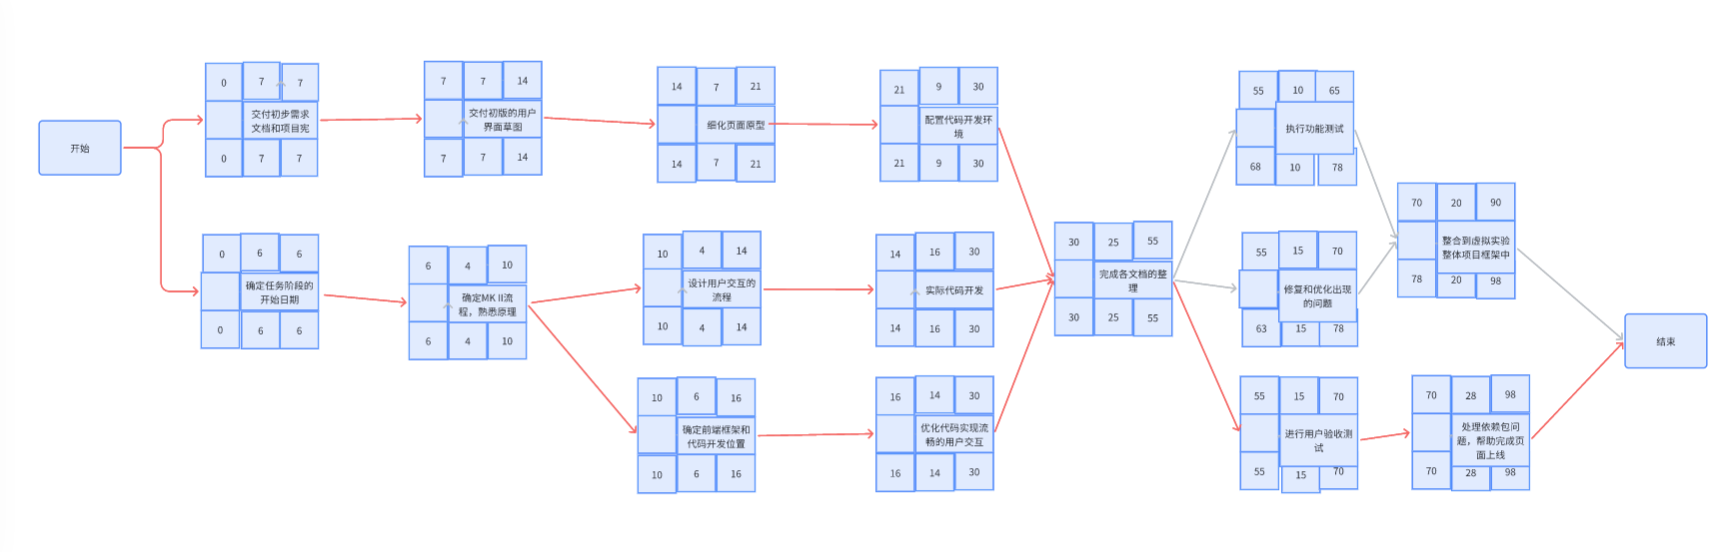 开始
0 7 7
交付初步需求
文档和项目宪
0 7 7
7 7 14
交付初版的用户
界面草图
7 7 14
14 7 21
细化页面原型
14 7 21
21 9 30
配置代码开发环
境
21 9 30
0 6 6
确定任务阶段的
开始日期
0 6 6
6 4 10
确定MK II流
程，熟悉原理
6 4 10
10 4 14
设计用户交互的
流程
10 4 14
14 16 30
实际代码开发
14 16 30
10 6 16
确定前端框架和
代码开发位置
10 6 16
16 14 30
优化代码实现流
畅的用户交互
16 14 30
30 25 55
完成各文档的整
理
30 25 55
55 10 65
执行功能测试
68 10 78
55 15 70
修复和优化出现
的问题
63 15 78
55 15 70
进行用户验收测
试
55 15 70
70 20 90
整合到虚拟实验
整体项目框架中
78 20 98
70 28 98
处理依赖包问
题，帮助完成页
面上线
70 28 98
结束